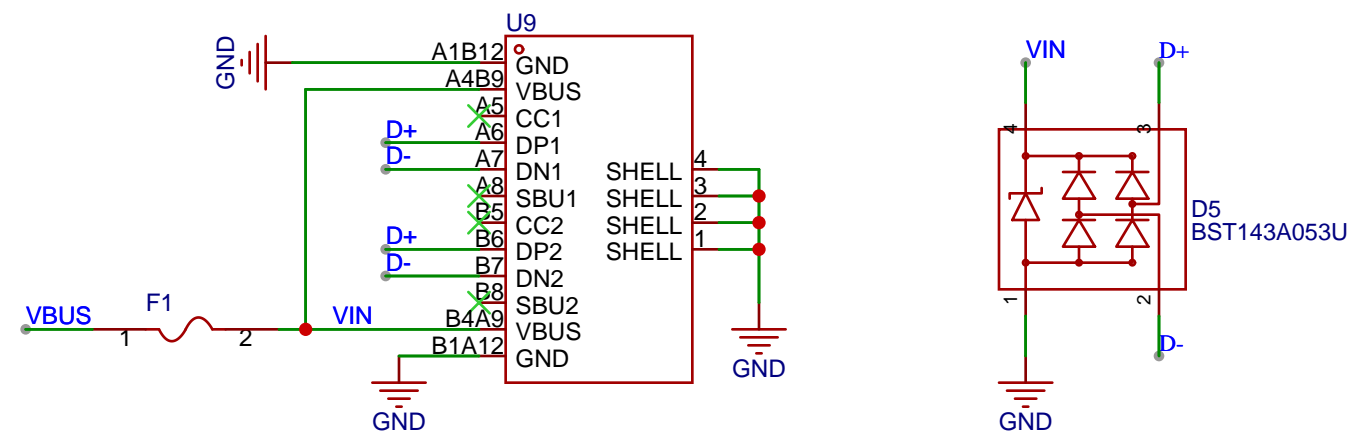 U9
GND
A1B12
GND
A4B9
VBUS
A5
CC1
D+
A6
DP1
D-
A7
DN1
A8
SBU1
B5
CC2
D+
B6
DP2
D-
B7
DN2
B8
SBU2
VBUS
F1
1
2
VIN
B4A9
VBUS
B1A12
GND
GND
SHELL
4
SHELL
3
SHELL
2
SHELL
1
GND
VIN
D+
4
3
D5
BST143A053U
1
2
D-
GND